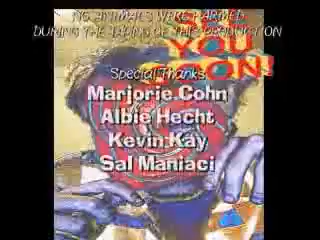 NO ANIMALS WERE HARMED
DURING THE TAPING OF THIS PRODUCTION
YOU
SOON!
Special Thanks
Marjorie Cohn
Albie Hecht
Kevin Kay
Sal Maniaci